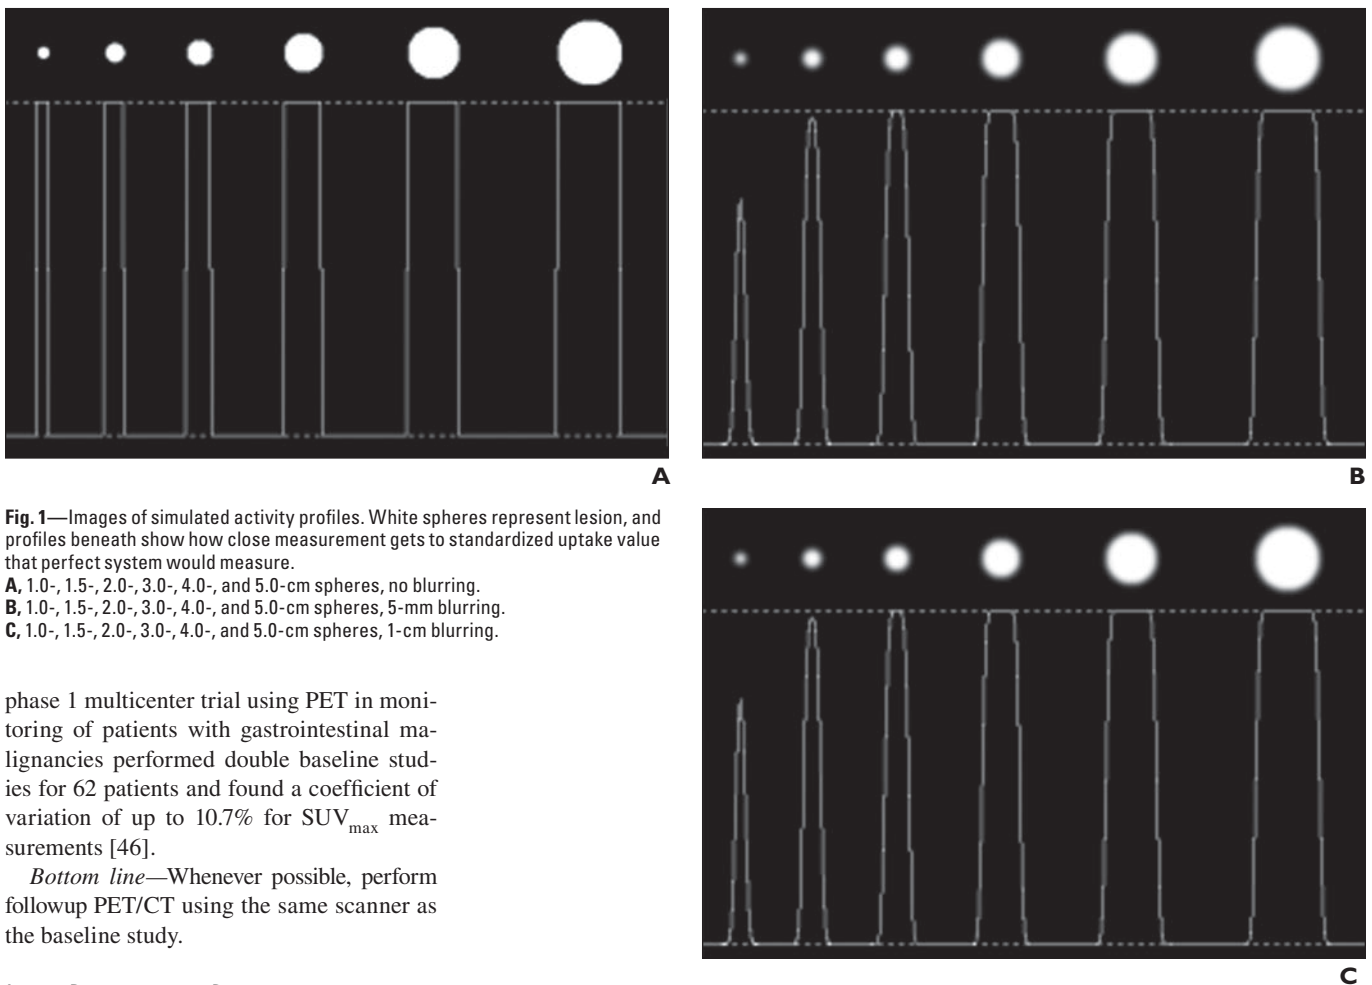 A
B
Fig. 1—Images of simulated activity profiles. White spheres represent lesion, and
profiles beneath show how close measurement gets to standardized uptake value
that perfect system would measure.
A, 1.0-, 1.5-, 2.0-, 3.0-, 4.0-, and 5.0-cm spheres, no blurring.
B, 1.0-, 1.5-, 2.0-, 3.0-, 4.0-, and 5.0-cm spheres, 5-mm blurring.
C, 1.0-, 1.5-, 2.0-, 3.0-, 4.0-, and 5.0-cm spheres, 1-cm blurring.
C
phase 1 multicenter trial using PET in moni-
toring of patients with gastrointestinal ma-
lignancies performed double baseline stud-
ies for 62 patients and found a coefficient of
variation of up to 10.7% for SUVmax mea-
surements [46].
Bottom line—Whenever possible, perform
followup PET/CT using the same scanner as
the baseline study.